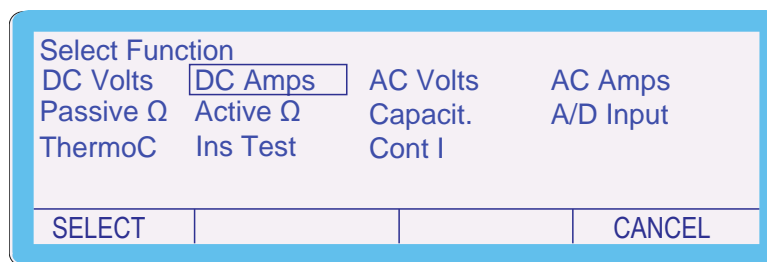 Select Function
DC Volts DC Amps AC Volts AC Amps
Passive Ω Active Ω Capacit. A/D Input
ThermoC Ins Test Cont I
SELECT CANCEL